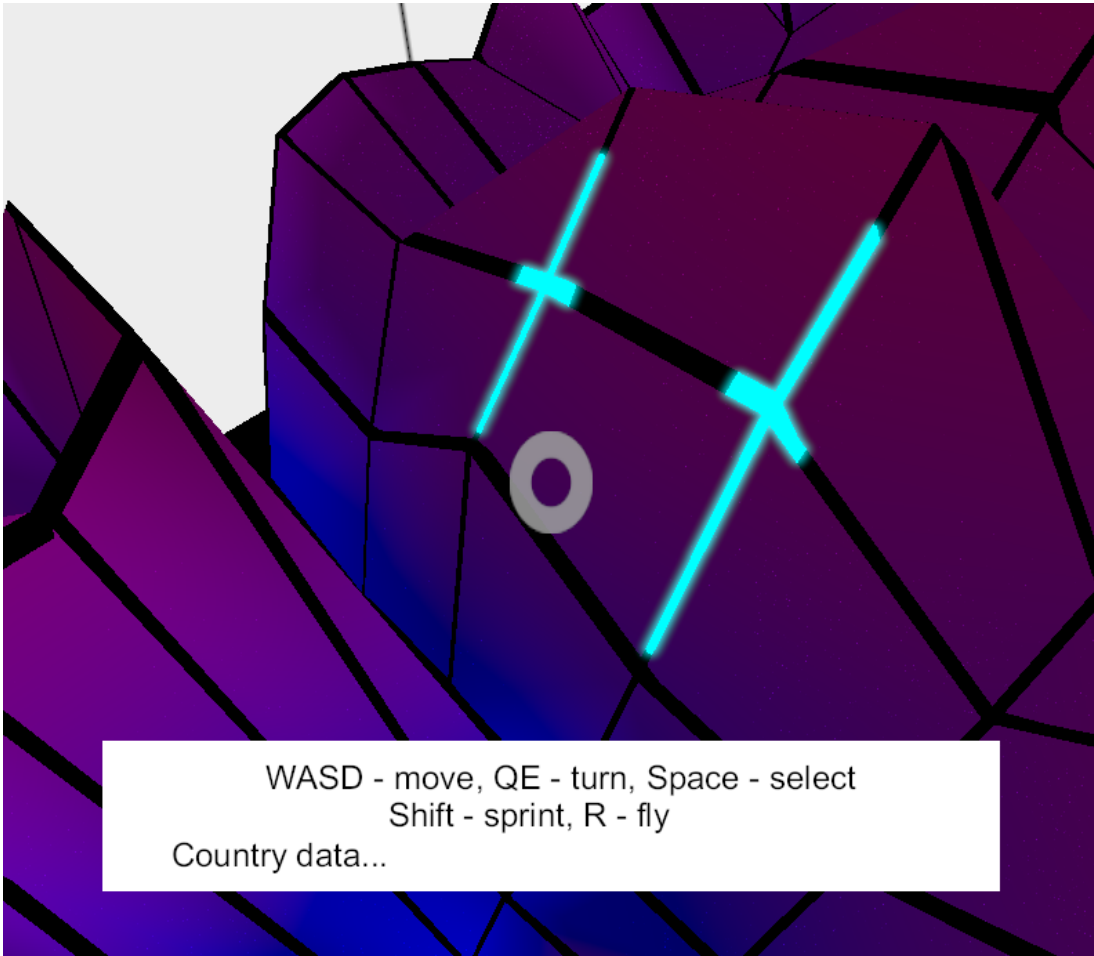 WASD - move, QE - turn, Space - select
Shift - sprint, R - fly
Country data...